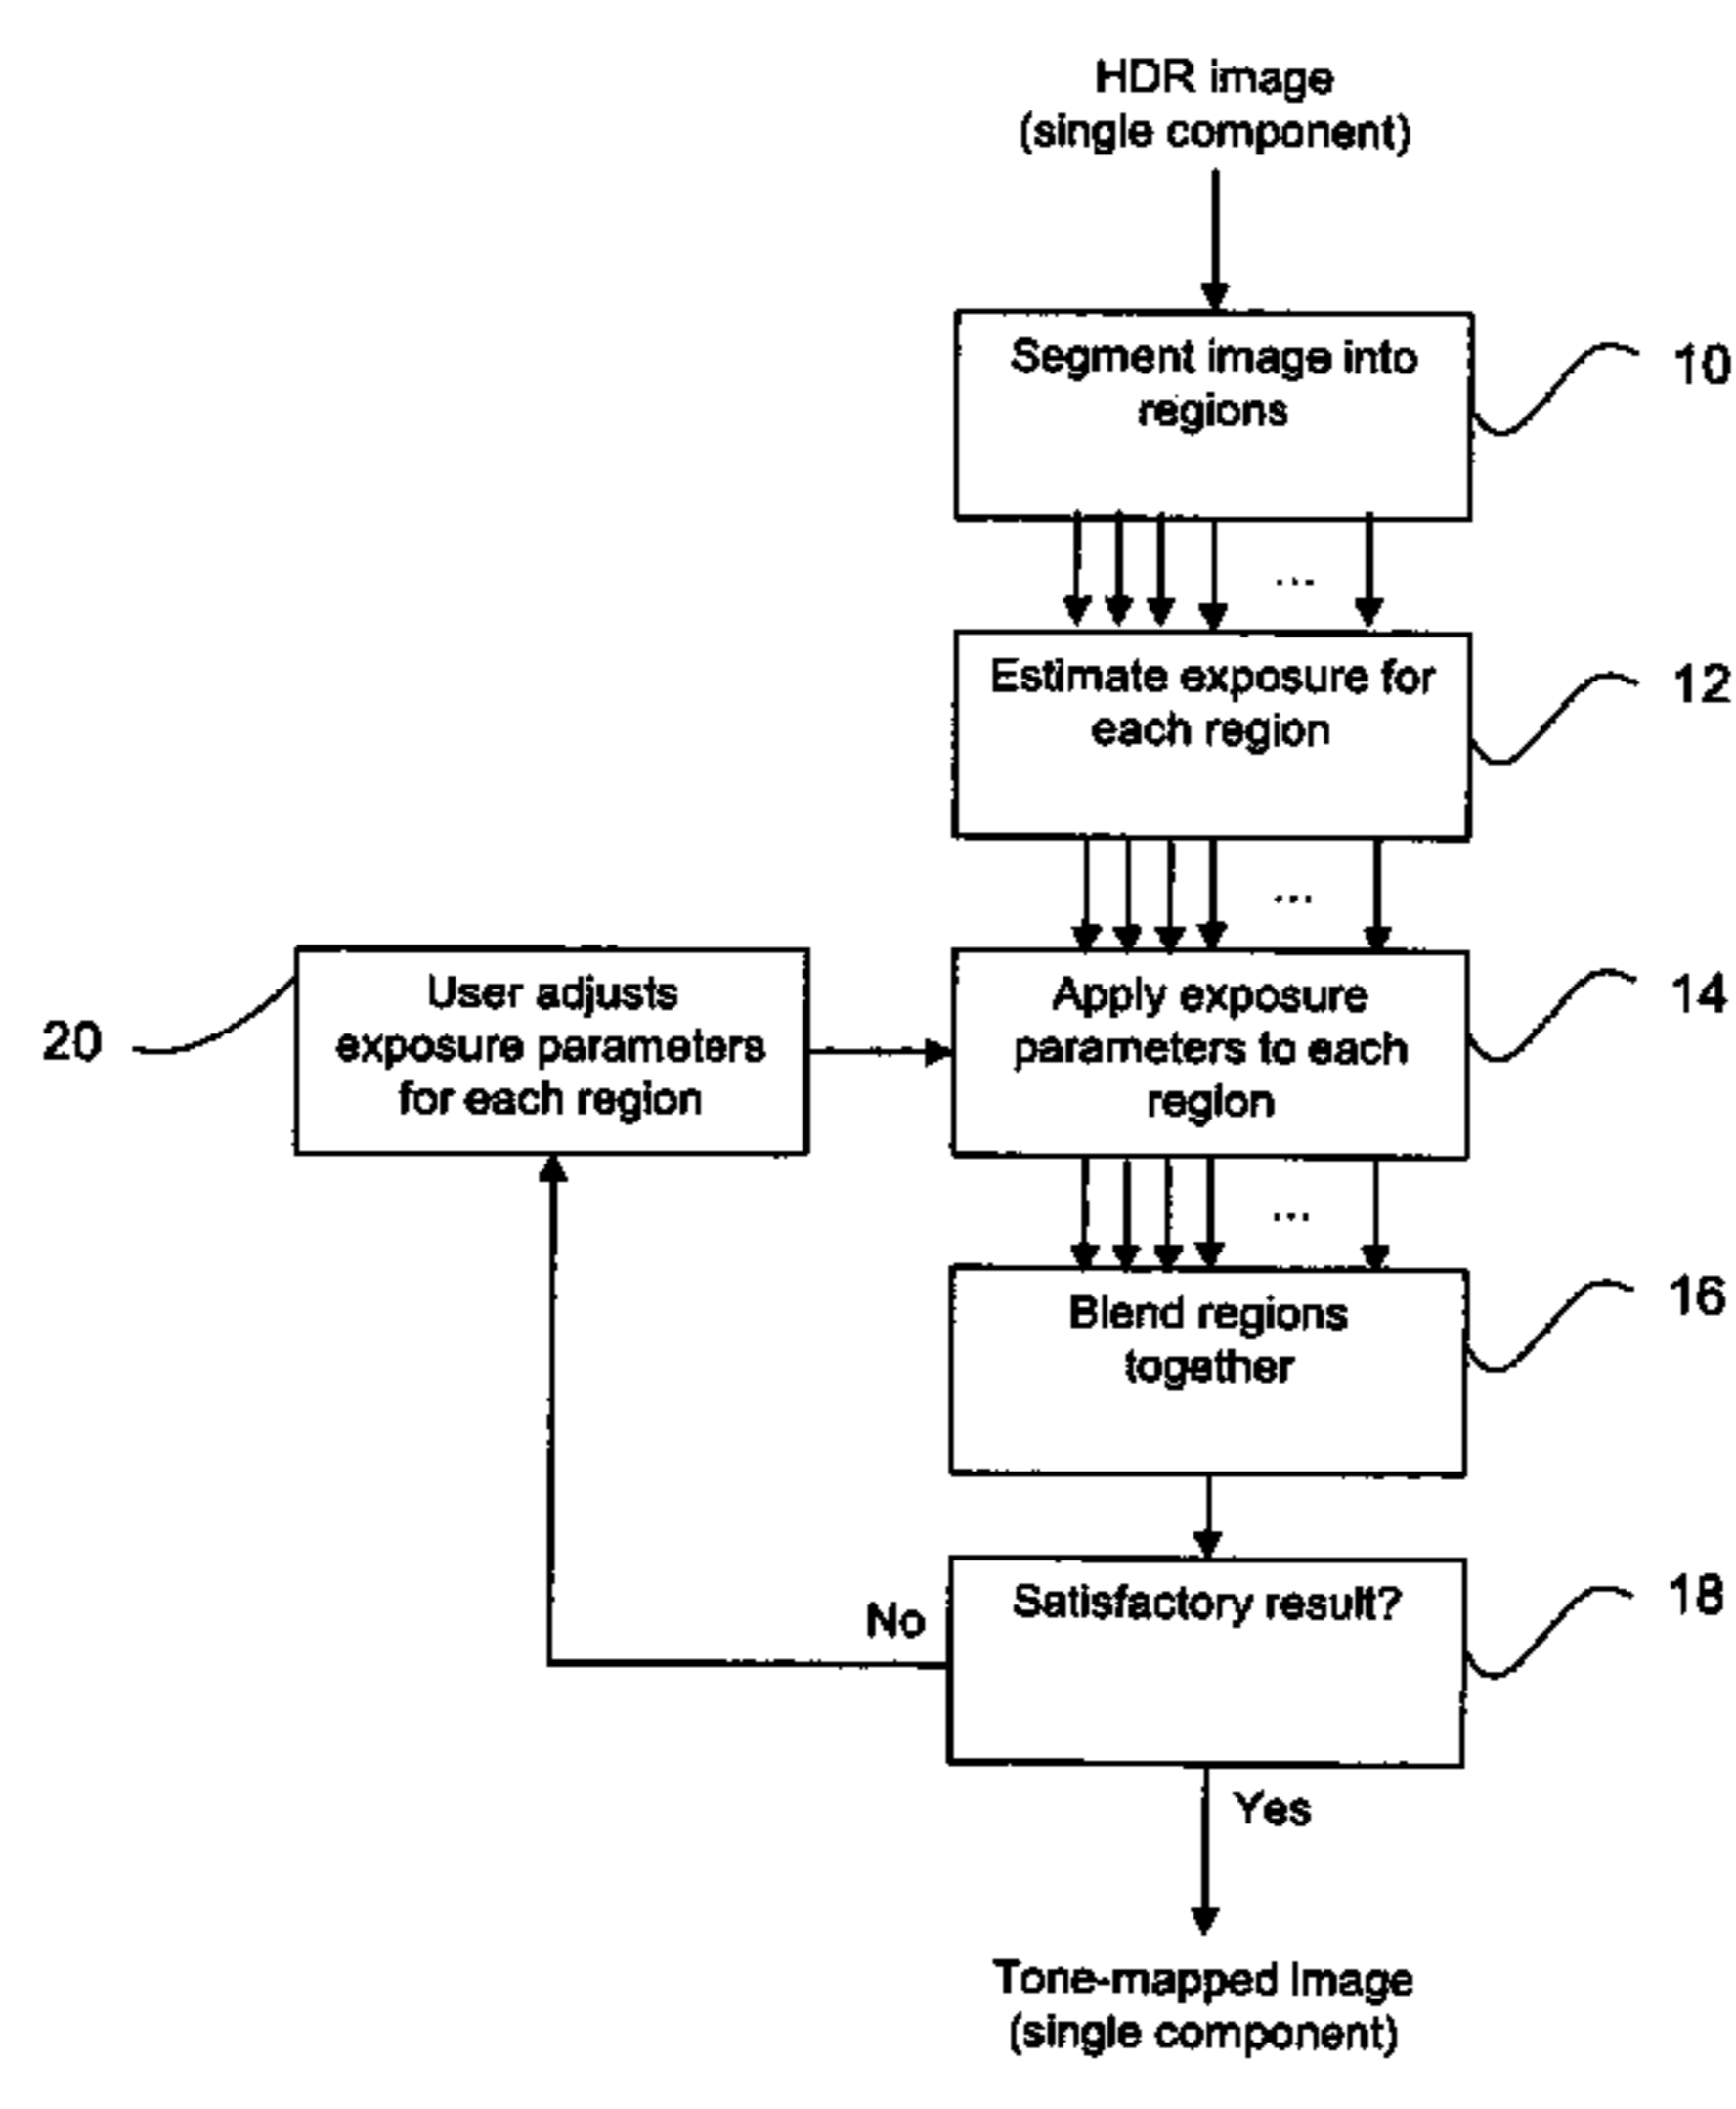 HDR image
(single component)
Segment image into
regions
10
Estimate exposure for
each region
12
User adjusts
exposure parameters
for each region
20
Apply exposure
parameters to each
region
14
Blend regions
together
16
Satisfactory result?
18
No
Yes
Tone-mapped image
(single component)